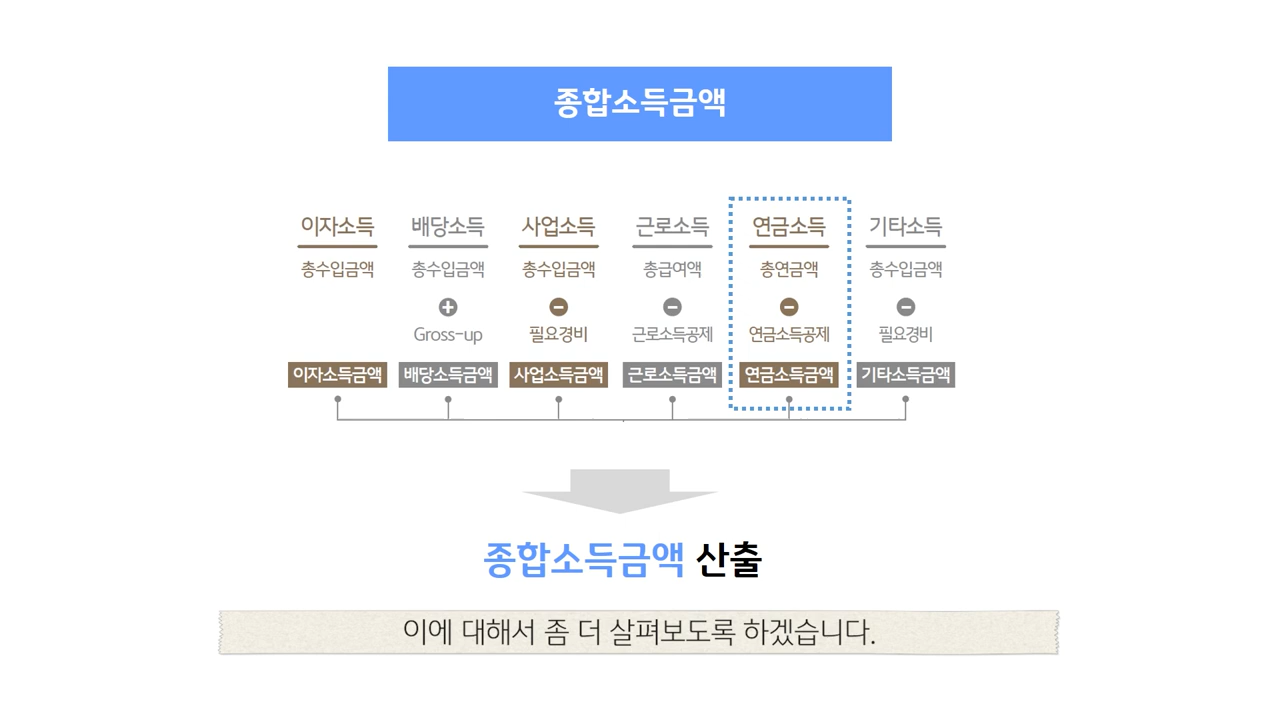 종합소득금액
이자소득 배당소득 사업소득 근로소득 연금소득 기타소득
총수입금액 총수입금액 총수입금액 총급여액 총연금액 총수입금액
+ − − − −
Gross-up 필요경비 근로소득공제 연금소득공제 필요경비
이자소득금액 배당소득금액 사업소득금액 근로소득금액 연금소득금액 기타소득금액
종합소득금액 산출
이에 대해서 좀 더 살펴보도록 하겠습니다.